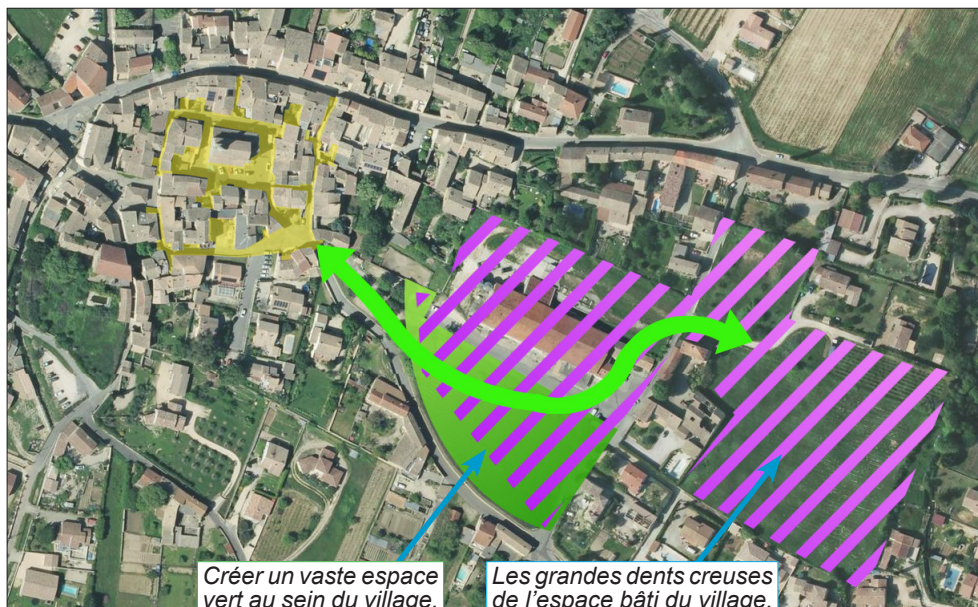 Créer un vaste espace
vert au sein du village.
Les grandes dents creuses
de l'espace bâti du village.